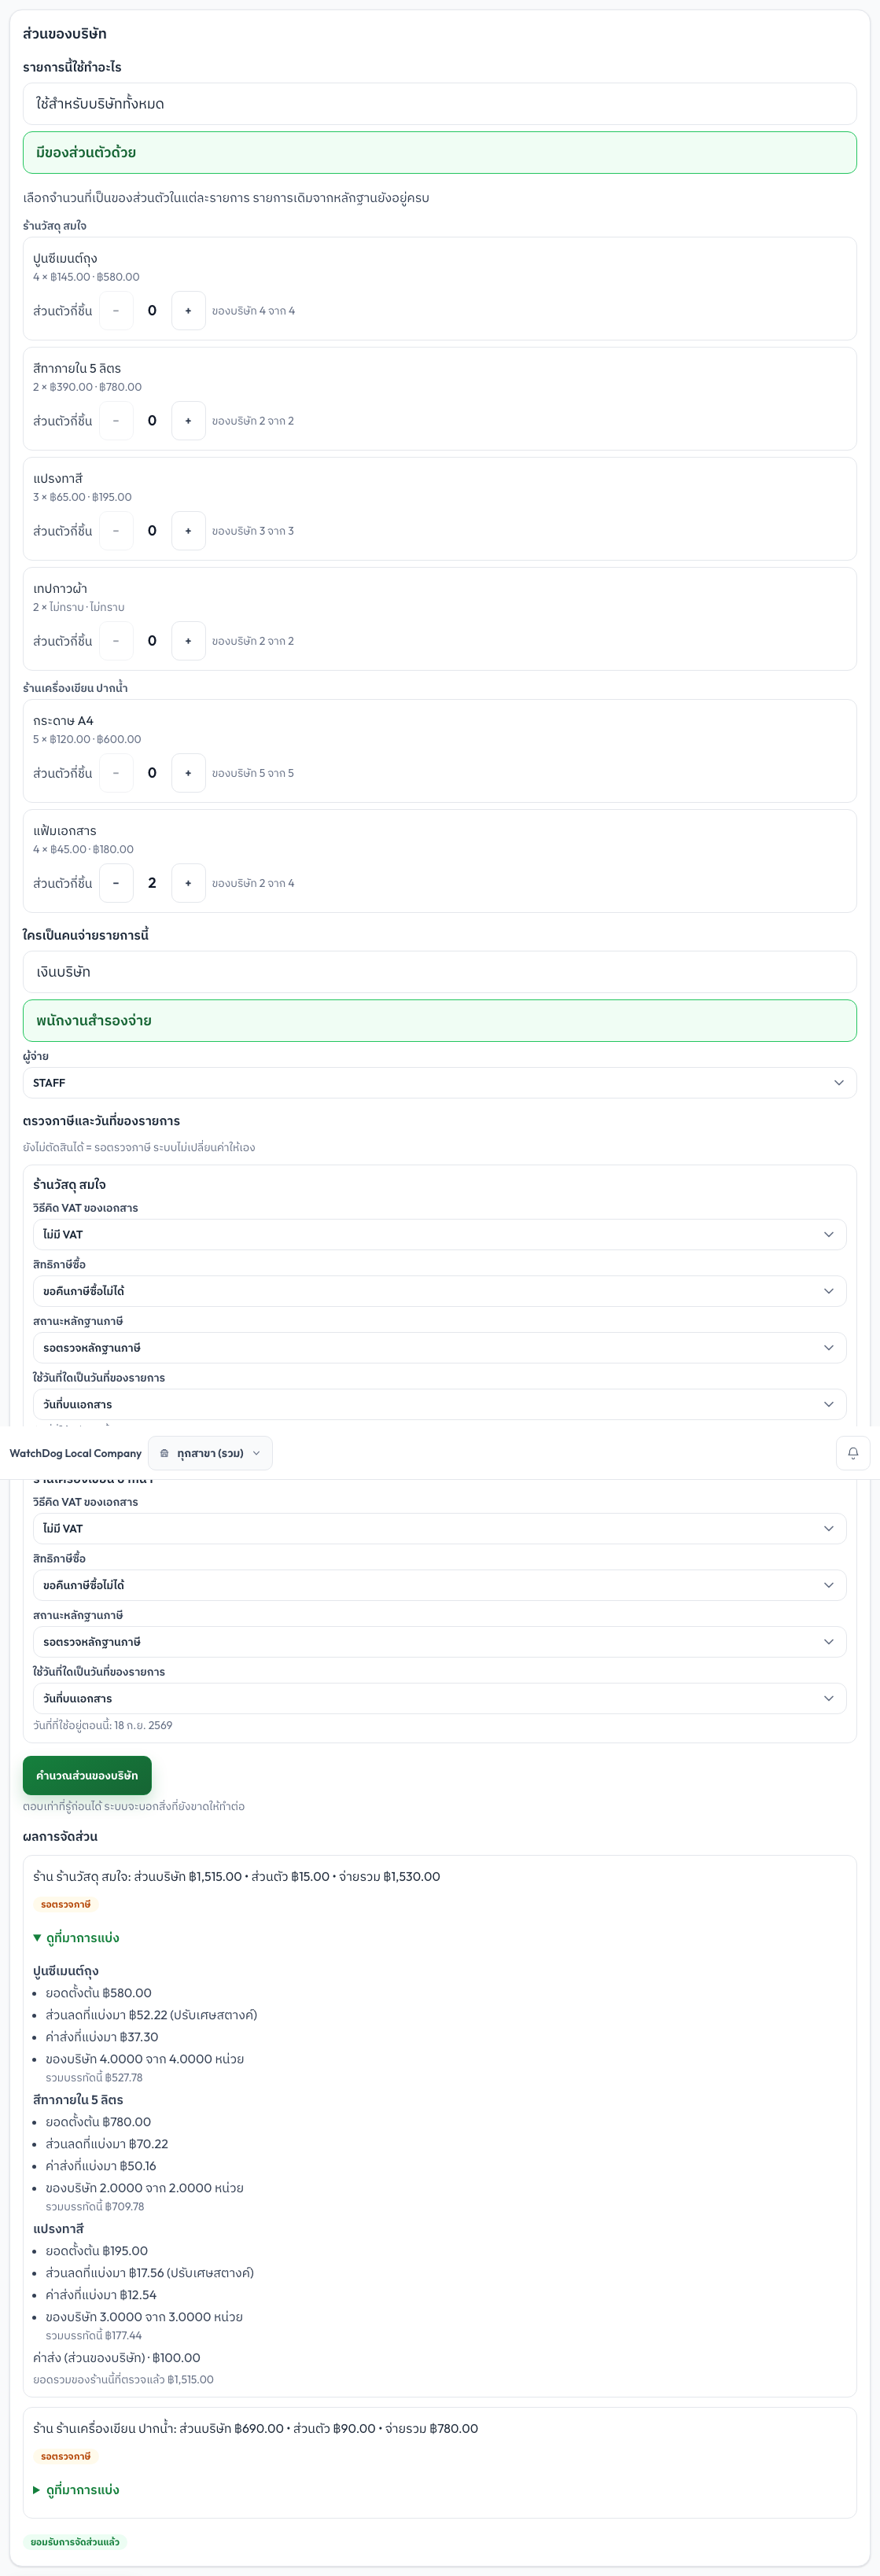 ส่วนของบริษัท
รายการนี้ใช้ทำอะไร
ใช้สำหรับบริษัททั้งหมด
มีของส่วนตัวด้วย
เลือกจำนวนที่เป็นของส่วนตัวในแต่ละรายการ รายการเดิมจากหลักฐานยังอยู่ครบ
ร้านวัสดุ สมใจ
ปูนซีเมนต์ถุง
4 × ฿145.00 · ฿580.00
ส่วนตัวกี่ชิ้น − 0 + ของบริษัท 4 จาก 4
สีทาภายใน 5 ลิตร
2 × ฿390.00 · ฿780.00
ส่วนตัวกี่ชิ้น − 0 + ของบริษัท 2 จาก 2
แปรงทาสี
3 × ฿65.00 · ฿195.00
ส่วนตัวกี่ชิ้น − 0 + ของบริษัท 3 จาก 3
เทปกาวผ้า
2 × ไม่ทราบ · ไม่ทราบ
ส่วนตัวกี่ชิ้น − 0 + ของบริษัท 2 จาก 2
ร้านเครื่องเขียน ปากน้ำ
กระดาษ A4
5 × ฿120.00 · ฿600.00
ส่วนตัวกี่ชิ้น − 0 + ของบริษัท 5 จาก 5
แฟ้มเอกสาร
4 × ฿45.00 · ฿180.00
ส่วนตัวกี่ชิ้น − 2 + ของบริษัท 2 จาก 4
ใครเป็นคนจ่ายรายการนี้
เงินบริษัท
พนักงานสำรองจ่าย
ผู้จ่าย
STAFF
ตรวจภาษีและวันที่ของรายการ
ยังไม่ตัดสินได้ = รอตรวจภาษี ระบบไม่เปลี่ยนค่าให้เอง
ร้านวัสดุ สมใจ
วิธีคิด VAT ของเอกสาร
ไม่มี VAT
สิทธิภาษีซื้อ
ขอคืนภาษีซื้อไม่ได้
สถานะหลักฐานภาษี
รอตรวจหลักฐานภาษี
ใช้วันที่ใดเป็นวันที่ของรายการ
วันที่บนเอกสาร
WatchDog Local Company ทุกสาขา (รวม)
วิธีคิด VAT ของเอกสาร
ไม่มี VAT
สิทธิภาษีซื้อ
ขอคืนภาษีซื้อไม่ได้
สถานะหลักฐานภาษี
รอตรวจหลักฐานภาษี
ใช้วันที่ใดเป็นวันที่ของรายการ
วันที่บนเอกสาร
วันที่ที่ใช้อยู่ตอนนี้: 18 ก.ย. 2569
คำนวณส่วนของบริษัท
ตอบเท่าที่รู้ก่อนได้ ระบบจะบอกสิ่งที่ยังขาดให้ทำต่อ
ผลการจัดส่วน
ร้าน ร้านวัสดุ สมใจ: ส่วนบริษัท ฿1,515.00 • ส่วนตัว ฿15.00 • จ่ายรวม ฿1,530.00
รอตรวจภาษี
▼ ดูที่มาการแบ่ง
ปูนซีเมนต์ถุง
• ยอดตั้งต้น ฿580.00
• ส่วนลดที่แบ่งมา ฿52.22 (ปรับเศษสตางค์)
• ค่าส่งที่แบ่งมา ฿37.30
• ของบริษัท 4.0000 จาก 4.0000 หน่วย
รวมบรรทัดนี้ ฿527.78
สีทาภายใน 5 ลิตร
• ยอดตั้งต้น ฿780.00
• ส่วนลดที่แบ่งมา ฿70.22
• ค่าส่งที่แบ่งมา ฿50.16
• ของบริษัท 2.0000 จาก 2.0000 หน่วย
รวมบรรทัดนี้ ฿709.78
แปรงทาสี
• ยอดตั้งต้น ฿195.00
• ส่วนลดที่แบ่งมา ฿17.56 (ปรับเศษสตางค์)
• ค่าส่งที่แบ่งมา ฿12.54
• ของบริษัท 3.0000 จาก 3.0000 หน่วย
รวมบรรทัดนี้ ฿177.44
ค่าส่ง (ส่วนของบริษัท) · ฿100.00
ยอดรวมของร้านนี้ที่ตรวจแล้ว ฿1,515.00
ร้าน ร้านเครื่องเขียน ปากน้ำ: ส่วนบริษัท ฿690.00 • ส่วนตัว ฿90.00 • จ่ายรวม ฿780.00
รอตรวจภาษี
▶ ดูที่มาการแบ่ง
ยอมรับการจัดส่วนแล้ว